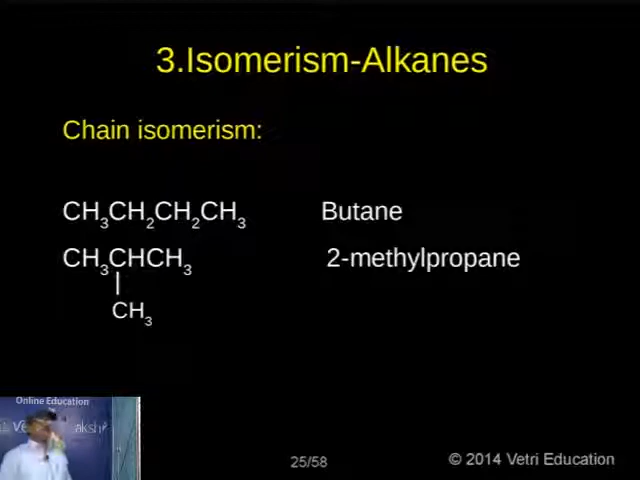 3.Isomerism-Alkanes
Chain isomerism:
CH₃CH₂CH₂CH₃ Butane
CH₃CHCH₃ 2-methylpropane
|
CH₃
Online Education
25/58
© 2014 Vetri Education